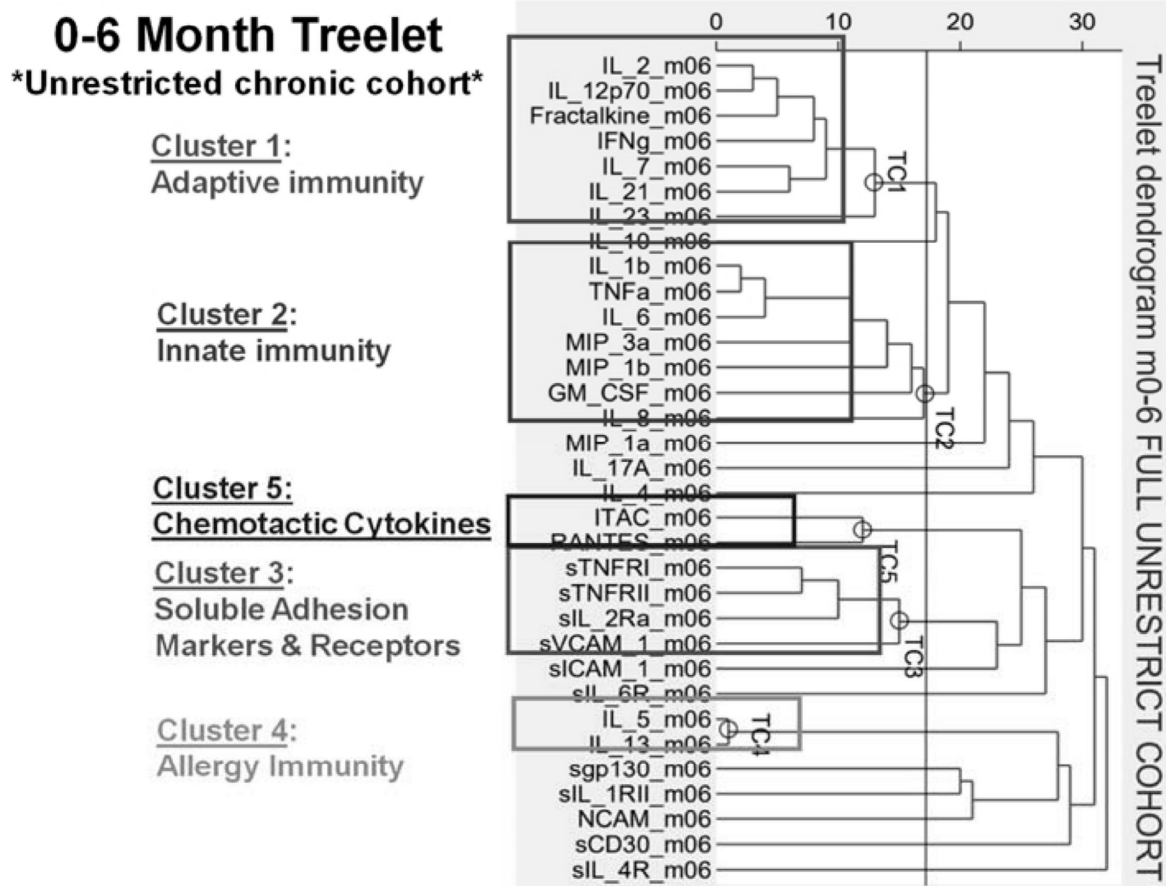 0-6 Month Treelet
*Unrestricted chronic cohort*
Cluster 1:
Adaptive immunity
Cluster 2:
Innate immunity
Cluster 5:
Chemotactic Cytokines
Cluster 3:
Soluble Adhesion
Markers & Receptors
Cluster 4:
Allergy Immunity
0 10 20 30
IL_2_m06
IL_12p70_m06
Fractalkine_m06
IFNg_m06
IL_7_m06
IL_21_m06
IL_23_m06
IL_10_m06
IL_1b_m06
TNFa_m06
IL_6_m06
MIP_3a_m06
MIP_1b_m06
GM_CSF_m06
IL_8_m06
MIP_1a_m06
IL_17A_m06
IL_4_m06
ITAC_m06
RANTES_m06
sTNFRI_m06
sTNFRII_m06
sIL_2Ra_m06
sVCAM_1_m06
sICAM_1_m06
sIL_6R_m06
IL_5_m06
IL_13_m06
sgp130_m06
sIL_1RII_m06
NCAM_m06
sCD30_m06
sIL_4R_m06
TC1
TC2
TC5
TC3
TC4
Treelet dendrogram m0-6 FULL UNRESTRICT COHORT